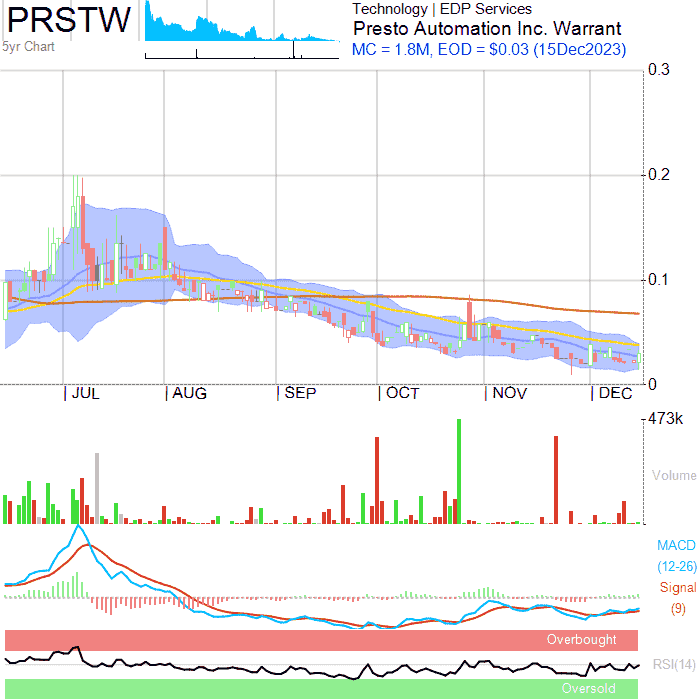 PRSTW
5yr Chart
Technology | EDP Services
Presto Automation Inc. Warrant
MC = 1.8M, EOD = $0.03 (15Dec2023)
0.3
0.2
0.1
0
JUL AUG SEP OCT NOV DEC
473k
Volume
MACD
(12-26)
Signal
(9)
Overbought
RSI(14)
Oversold